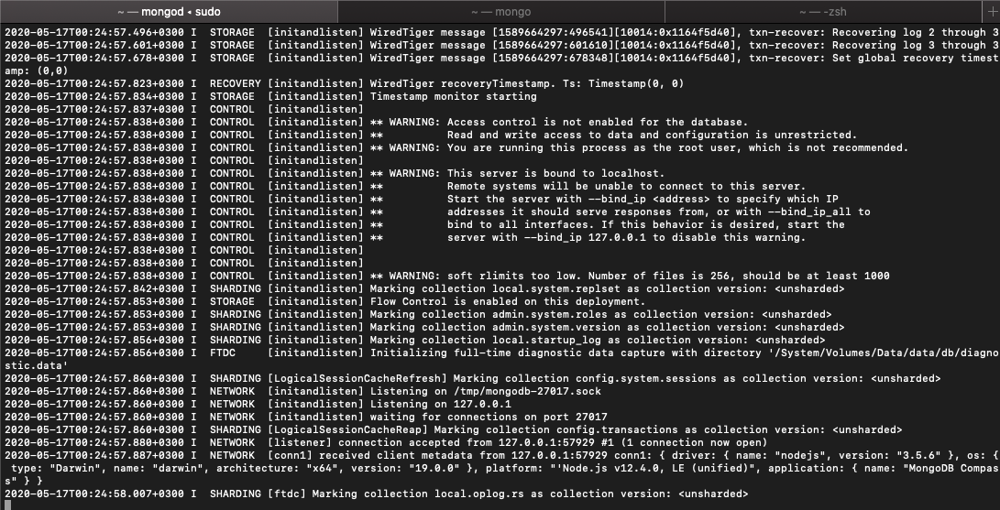 ~ — mongod ◂ sudo ~ — mongo ~ — -zsh +
2020-05-17T00:24:57.496+0300 I  STORAGE  [initandlisten] WiredTiger message [1589664297:496541][10014:0x1164f5d40], txn-recover: Recovering log 2 through 3
2020-05-17T00:24:57.601+0300 I  STORAGE  [initandlisten] WiredTiger message [1589664297:601610][10014:0x1164f5d40], txn-recover: Recovering log 3 through 3
2020-05-17T00:24:57.678+0300 I  STORAGE  [initandlisten] WiredTiger message [1589664297:678348][10014:0x1164f5d40], txn-recover: Set global recovery timest
amp: (0,0)
2020-05-17T00:24:57.823+0300 I  RECOVERY [initandlisten] WiredTiger recoveryTimestamp. Ts: Timestamp(0, 0)
2020-05-17T00:24:57.834+0300 I  STORAGE  [initandlisten] Timestamp monitor starting
2020-05-17T00:24:57.837+0300 I  CONTROL  [initandlisten]
2020-05-17T00:24:57.838+0300 I  CONTROL  [initandlisten] ** WARNING: Access control is not enabled for the database.
2020-05-17T00:24:57.838+0300 I  CONTROL  [initandlisten] **          Read and write access to data and configuration is unrestricted.
2020-05-17T00:24:57.838+0300 I  CONTROL  [initandlisten] ** WARNING: You are running this process as the root user, which is not recommended.
2020-05-17T00:24:57.838+0300 I  CONTROL  [initandlisten]
2020-05-17T00:24:57.838+0300 I  CONTROL  [initandlisten] ** WARNING: This server is bound to localhost.
2020-05-17T00:24:57.838+0300 I  CONTROL  [initandlisten] **          Remote systems will be unable to connect to this server.
2020-05-17T00:24:57.838+0300 I  CONTROL  [initandlisten] **          Start the server with --bind_ip <address> to specify which IP
2020-05-17T00:24:57.838+0300 I  CONTROL  [initandlisten] **          addresses it should serve responses from, or with --bind_ip_all to
2020-05-17T00:24:57.838+0300 I  CONTROL  [initandlisten] **          bind to all interfaces. If this behavior is desired, start the
2020-05-17T00:24:57.838+0300 I  CONTROL  [initandlisten] **          server with --bind_ip 127.0.0.1 to disable this warning.
2020-05-17T00:24:57.838+0300 I  CONTROL  [initandlisten]
2020-05-17T00:24:57.838+0300 I  CONTROL  [initandlisten]
2020-05-17T00:24:57.838+0300 I  CONTROL  [initandlisten] ** WARNING: soft rlimits too low. Number of files is 256, should be at least 1000
2020-05-17T00:24:57.842+0300 I  SHARDING [initandlisten] Marking collection local.system.replset as collection version: <unsharded>
2020-05-17T00:24:57.853+0300 I  STORAGE  [initandlisten] Flow Control is enabled on this deployment.
2020-05-17T00:24:57.853+0300 I  SHARDING [initandlisten] Marking collection admin.system.roles as collection version: <unsharded>
2020-05-17T00:24:57.853+0300 I  SHARDING [initandlisten] Marking collection admin.system.version as collection version: <unsharded>
2020-05-17T00:24:57.856+0300 I  SHARDING [initandlisten] Marking collection local.startup_log as collection version: <unsharded>
2020-05-17T00:24:57.856+0300 I  FTDC     [initandlisten] Initializing full-time diagnostic data capture with directory '/System/Volumes/Data/data/db/diagno
stic.data'
2020-05-17T00:24:57.860+0300 I  SHARDING [LogicalSessionCacheRefresh] Marking collection config.system.sessions as collection version: <unsharded>
2020-05-17T00:24:57.860+0300 I  NETWORK  [initandlisten] Listening on /tmp/mongodb-27017.sock
2020-05-17T00:24:57.860+0300 I  NETWORK  [initandlisten] Listening on 127.0.0.1
2020-05-17T00:24:57.860+0300 I  NETWORK  [initandlisten] waiting for connections on port 27017
2020-05-17T00:24:57.860+0300 I  SHARDING [LogicalSessionCacheReap] Marking collection config.transactions as collection version: <unsharded>
2020-05-17T00:24:57.880+0300 I  NETWORK  [listener] connection accepted from 127.0.0.1:57929 #1 (1 connection now open)
2020-05-17T00:24:57.887+0300 I  NETWORK  [conn1] received client metadata from 127.0.0.1:57929 conn1: { driver: { name: "nodejs", version: "3.5.6" }, os: {
 type: "Darwin", name: "darwin", architecture: "x64", version: "19.0.0" }, platform: "'Node.js v12.4.0, LE (unified)", application: { name: "MongoDB Compas
s" } }
2020-05-17T00:24:58.007+0300 I  SHARDING [ftdc] Marking collection local.oplog.rs as collection version: <unsharded>